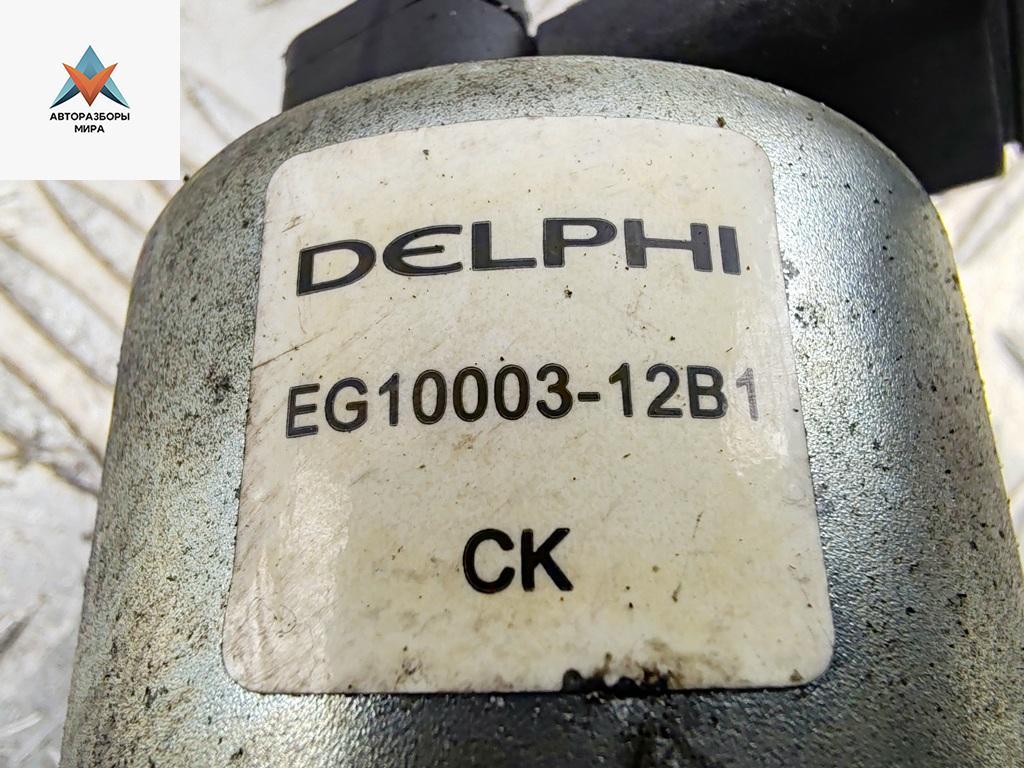 АВТОРАЗБОРЫ
МИРА
DELPHI
EG10003-12B1
CK